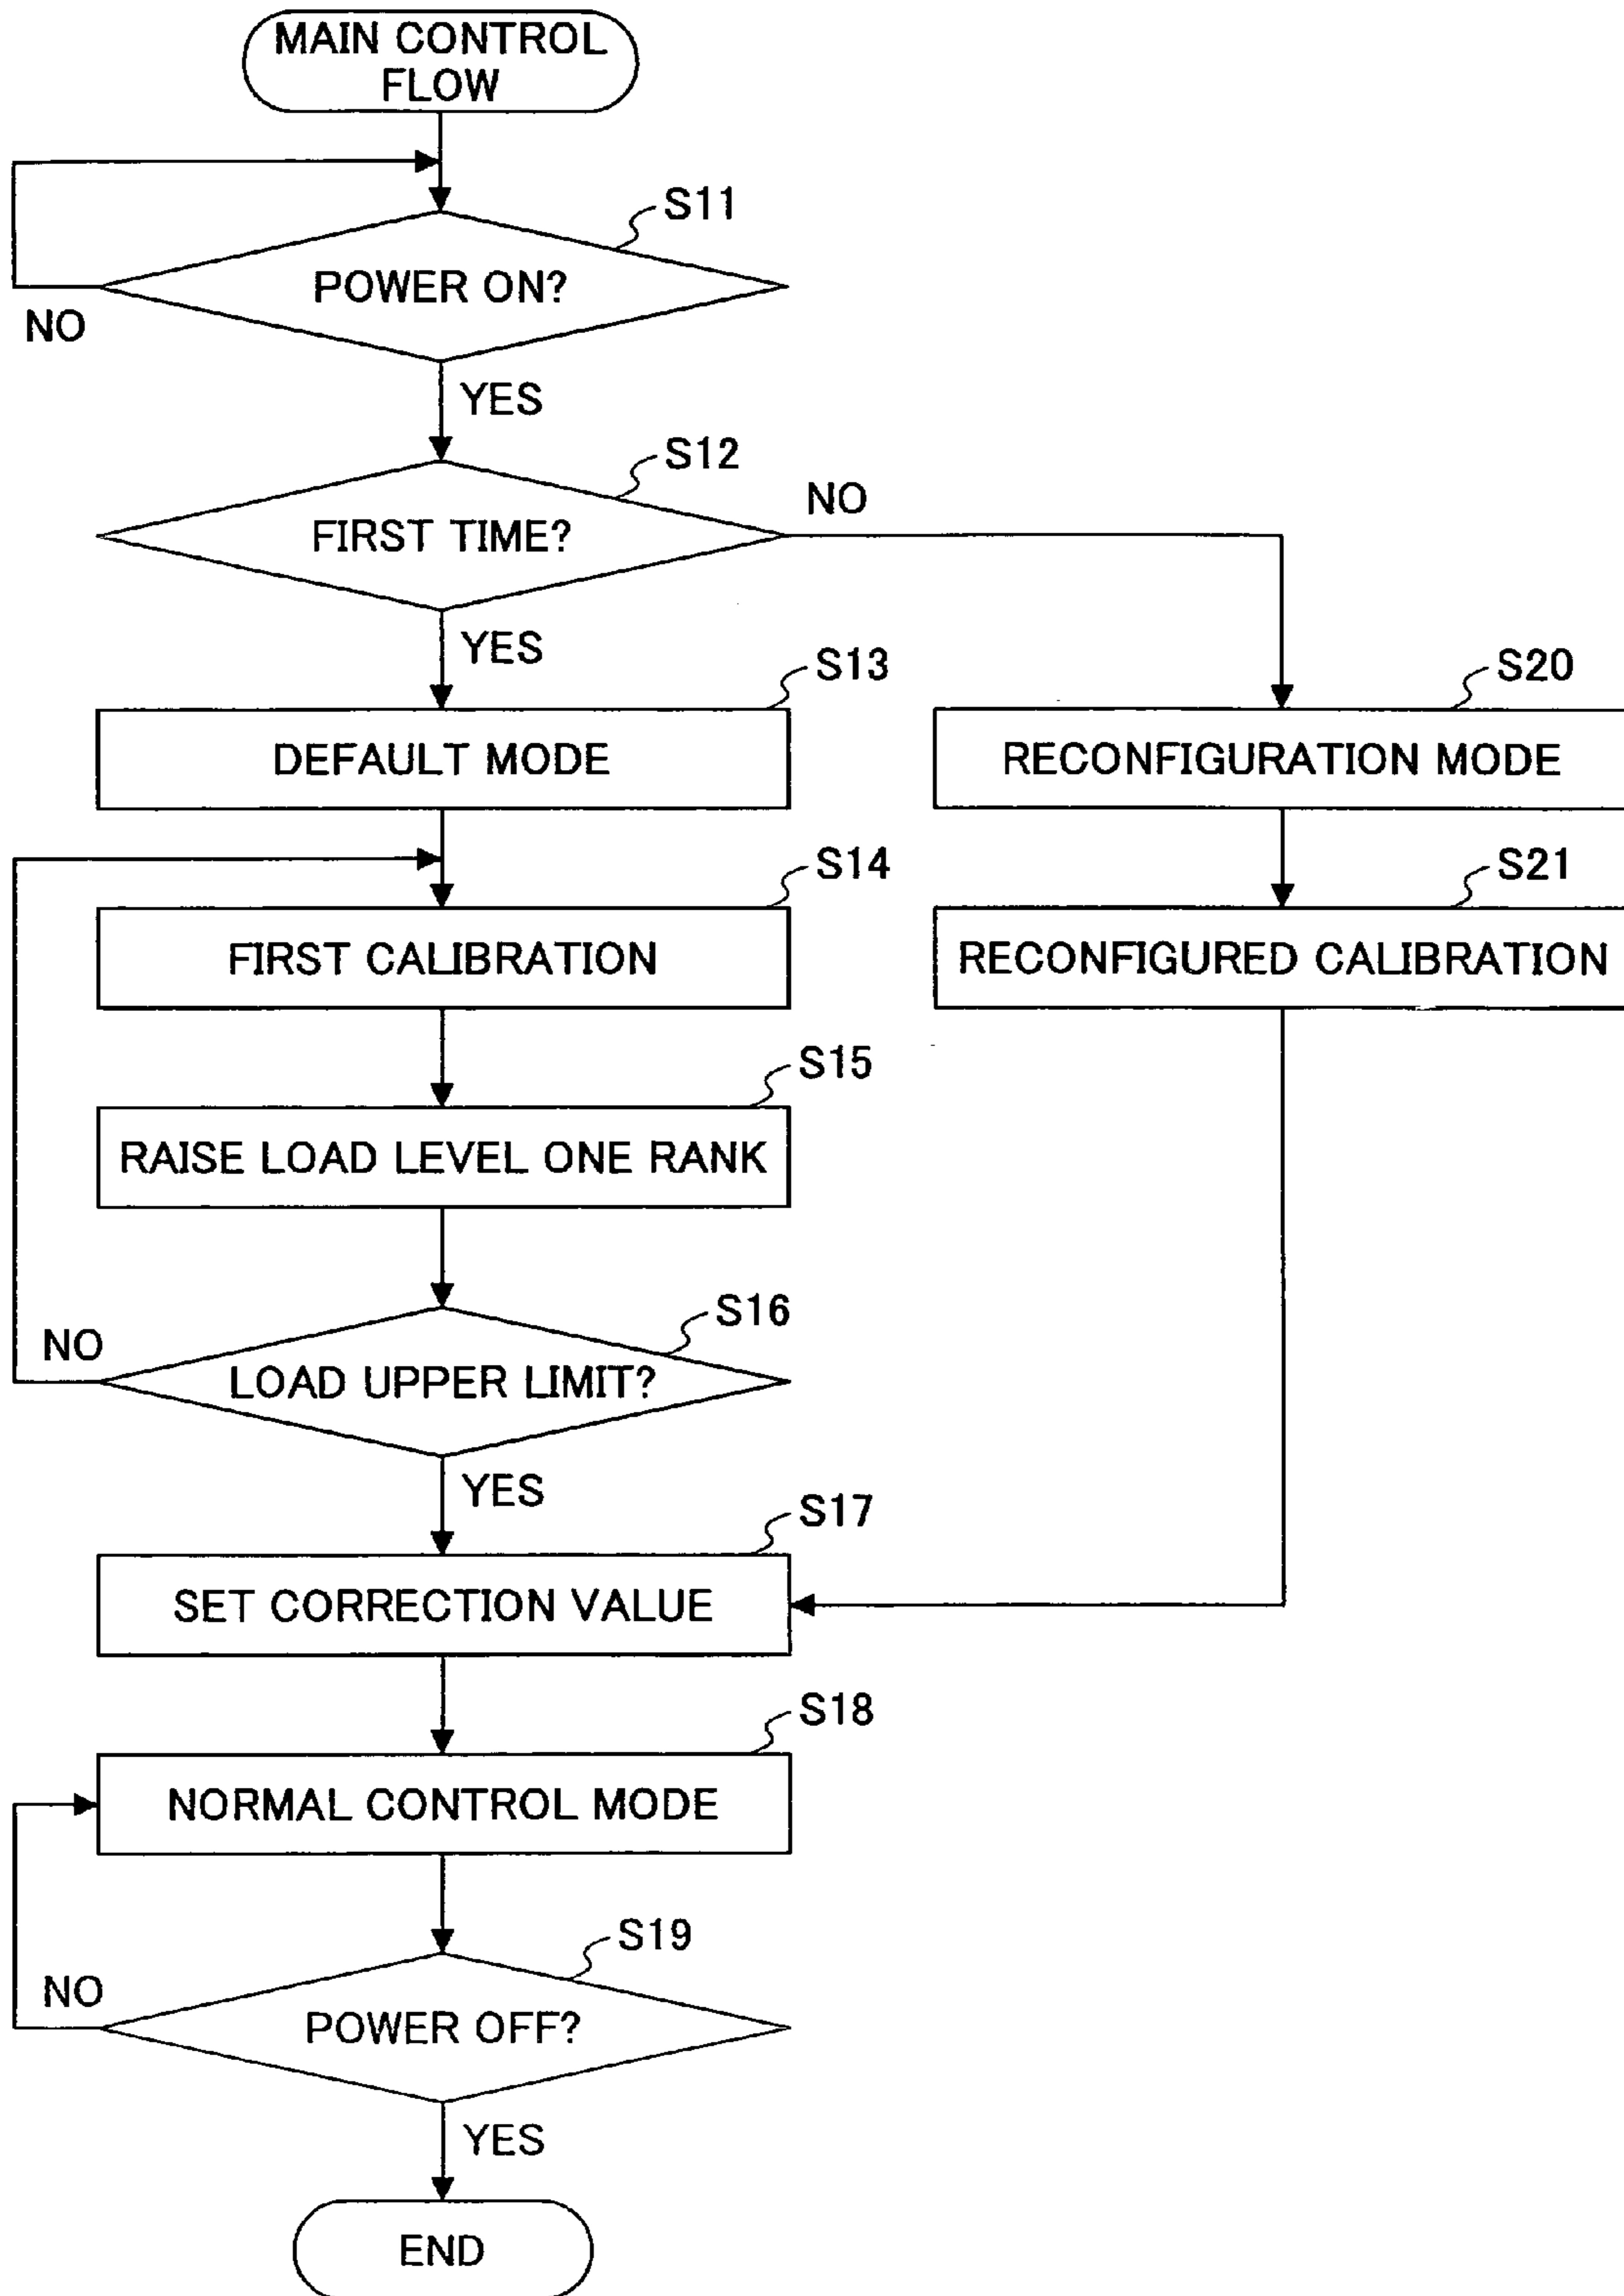 MAIN CONTROL
FLOW
S11
POWER ON?
NO
YES
S12
NO
FIRST TIME?
YES
S13
S20
DEFAULT MODE
RECONFIGURATION MODE
S14
S21
FIRST CALIBRATION
RECONFIGURED CALIBRATION
S15
RAISE LOAD LEVEL ONE RANK
S16
NO
LOAD UPPER LIMIT?
YES
S17
SET CORRECTION VALUE
S18
NORMAL CONTROL MODE
S19
NO
POWER OFF?
YES
END